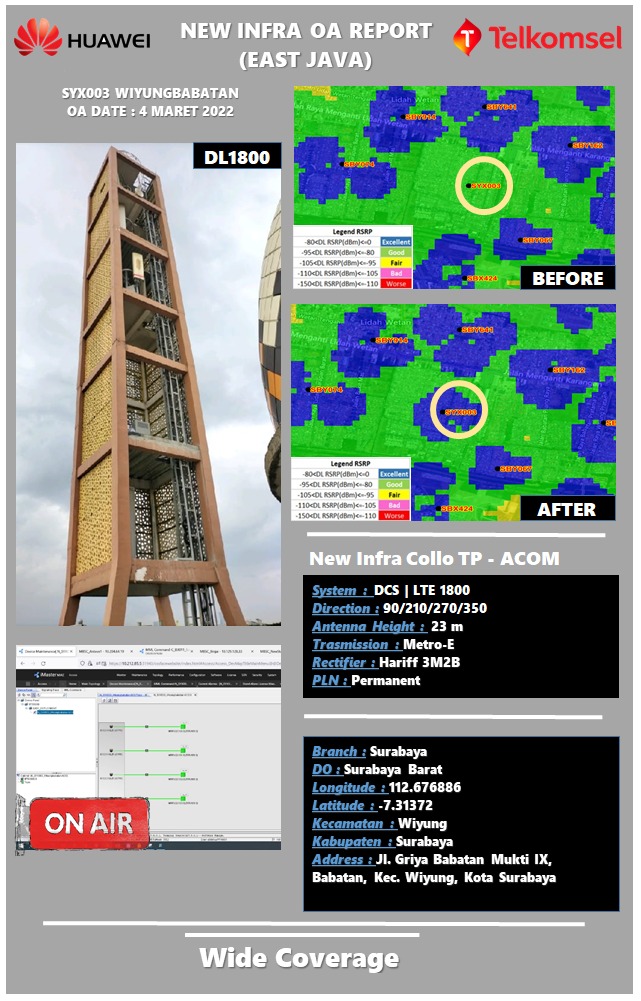 HUAWEI
NEW INFRA OA REPORT
(EAST JAVA)
Telkomsel
SYX003 WIYUNGBABATAN
OA DATE : 4 MARET 2022
DL1800
Lidah Wetan
SBY641
SBY914
SBY162
SBY074
SYX003
SBY067
SBX424
Legend RSRP
-80<DL RSRP(dBm)<=0 Excellent
-95<DL RSRP(dBm)<=-80 Good
-105<DL RSRP(dBm)<=-95 Fair
-110<DL RSRP(dBm)<=-105 Bad
-150<DL RSRP(dBm)<=-110 Worse
BEFORE
Lidah Wetan
SBY641
SBY914
SBY162
SBY074
SYX003
SBY067
SBX424
Legend RSRP
-80<DL RSRP(dBm)<=0 Excellent
-95<DL RSRP(dBm)<=-80 Good
-105<DL RSRP(dBm)<=-95 Fair
-110<DL RSRP(dBm)<=-105 Bad
-150<DL RSRP(dBm)<=-110 Worse
AFTER
New Infra Collo TP - ACOM
System : DCS | LTE 1800
Direction : 90/210/270/350
Antenna Height : 23 m
Trasmission : Metro-E
Rectifier : Hariff 3M2B
PLN : Permanent
iMaster MAE
ON AIR
Branch : Surabaya
DO : Surabaya Barat
Longitude : 112.676886
Latitude : -7.31372
Kecamatan : Wiyung
Kabupaten : Surabaya
Address : Jl. Griya Babatan Mukti IX,
Babatan, Kec. Wiyung, Kota Surabaya
Wide Coverage